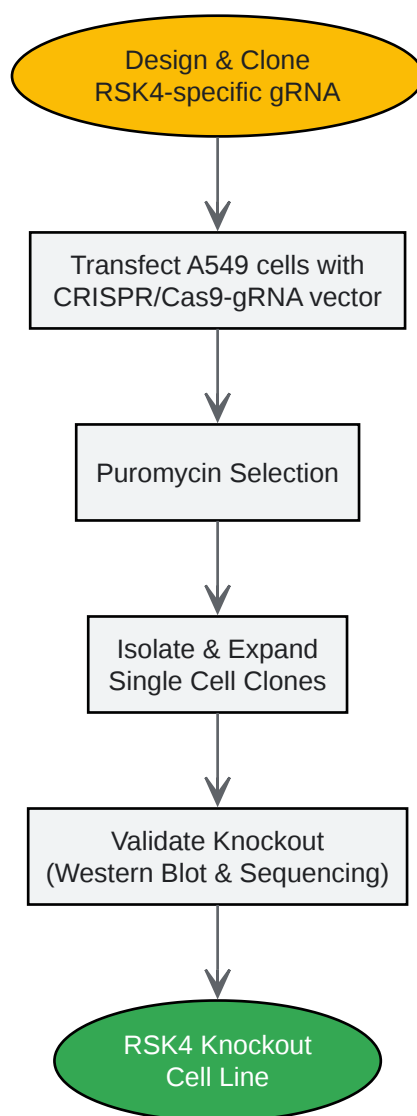 Design & Clone
RSK4-specific gRNA
Transfect A549 cells with
CRISPR/Cas9-gRNA vector
Puromycin Selection
Isolate & Expand
Single Cell Clones
Validate Knockout
(Western Blot & Sequencing)
RSK4 Knockout
Cell Line